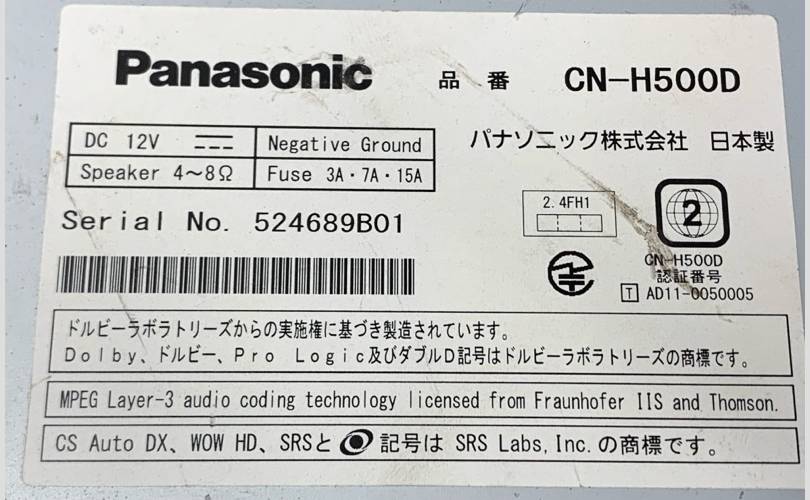 Panasonic 品番 CN-H500D
DC 12V Negative Ground
Speaker 4~8Ω Fuse 3A・7A・15A
パナソニック株式会社 日本製
Serial No. 524689B01
2.4FH1
2
CN-H500D
認証番号
T AD11-0050005
ドルビーラボラトリーズからの実施権に基づき製造されています。
Dolby、ドルビー、Pro Logic及びダブルD記号はドルビーラボラトリーズの商標です。
MPEG Layer-3 audio coding technology licensed from Fraunhofer IIS and Thomson.
CS Auto DX、WOW HD、SRSと 記号は SRS Labs, Inc. の商標です。